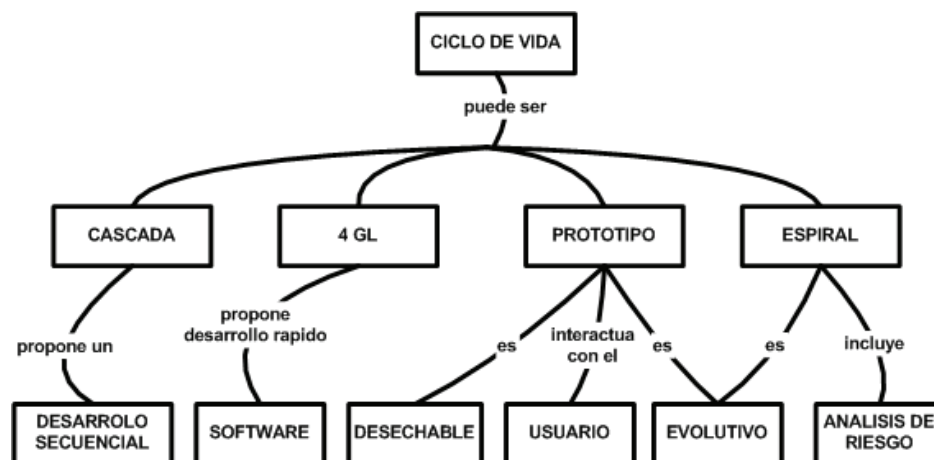 CICLO DE VIDA
puede ser
CASCADA
4 GL
PROTOTIPO
ESPIRAL
propone un
propone
desarrollo rapido
es
interactua
con el
es
es
incluye
DESARROLO
SECUENCIAL
SOFTWARE
DESECHABLE
USUARIO
EVOLUTIVO
ANALISIS DE
RIESGO